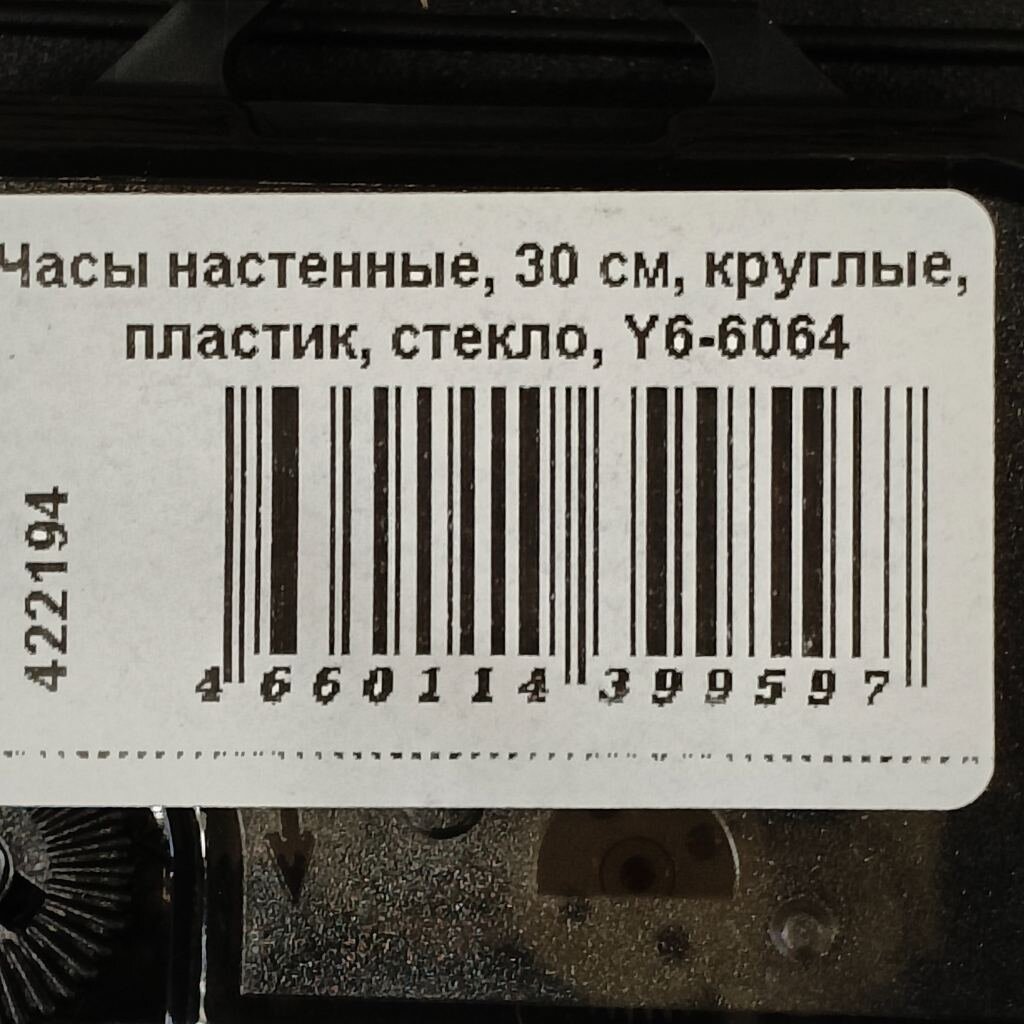 Часы настенные, 30 см, круглые,
пластик, стекло, Y6-6064
422194
4 660114 399597